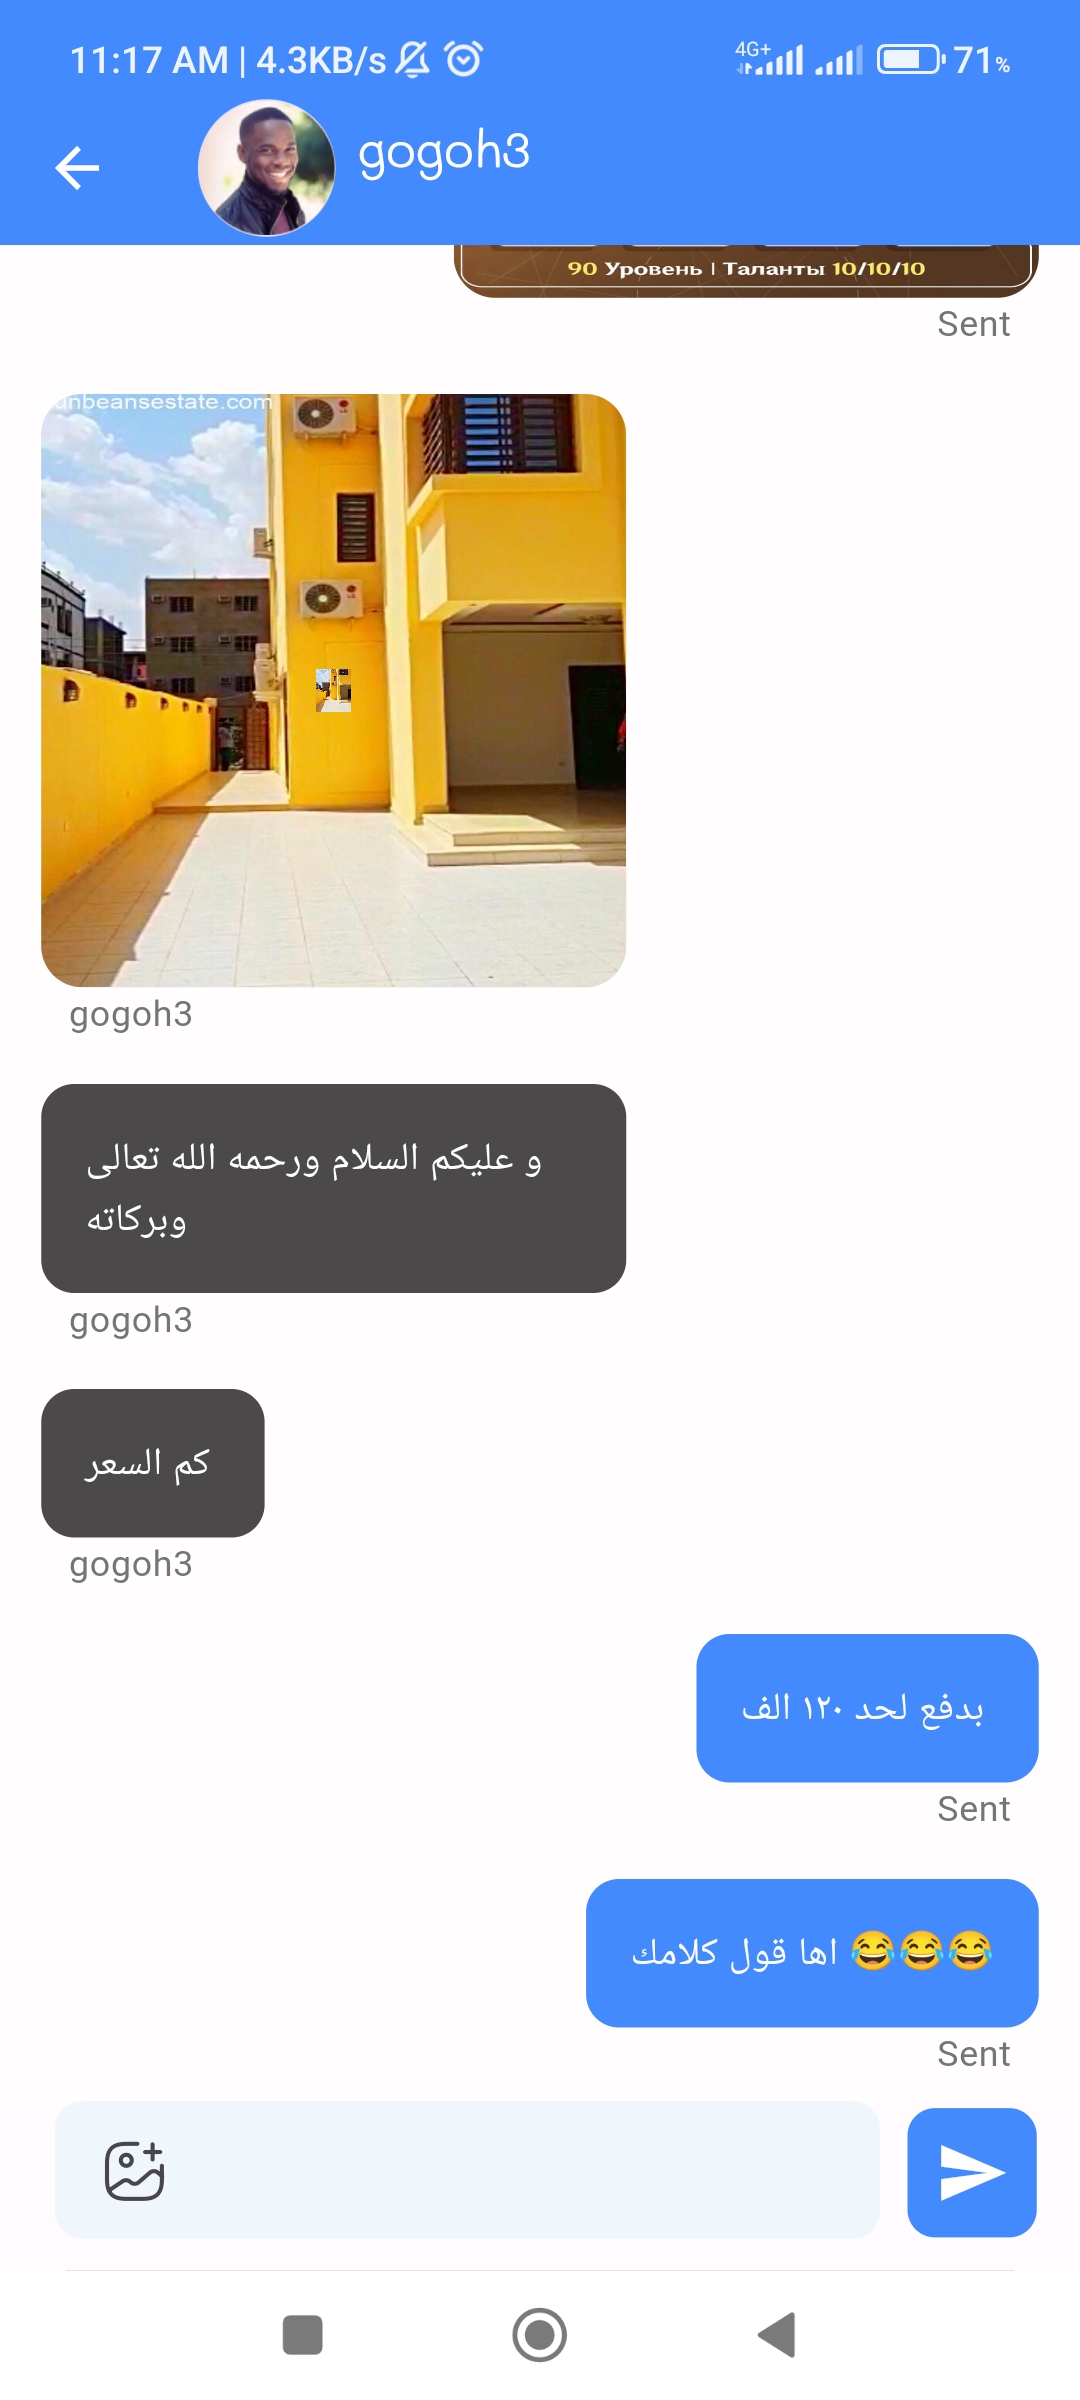 11:17 AM | 4.3KB/s
4G+
71%
gogoh3
90 Уровень | Таланты 10/10/10
Sent
nbeansestate.com
gogoh3
و عليكم السلام ورحمه الله تعالى
وبركاته
gogoh3
كم السعر
gogoh3
بدفع لحد ١٢٠ الف
Sent
😂😂😂 اها قول كلامك
Sent